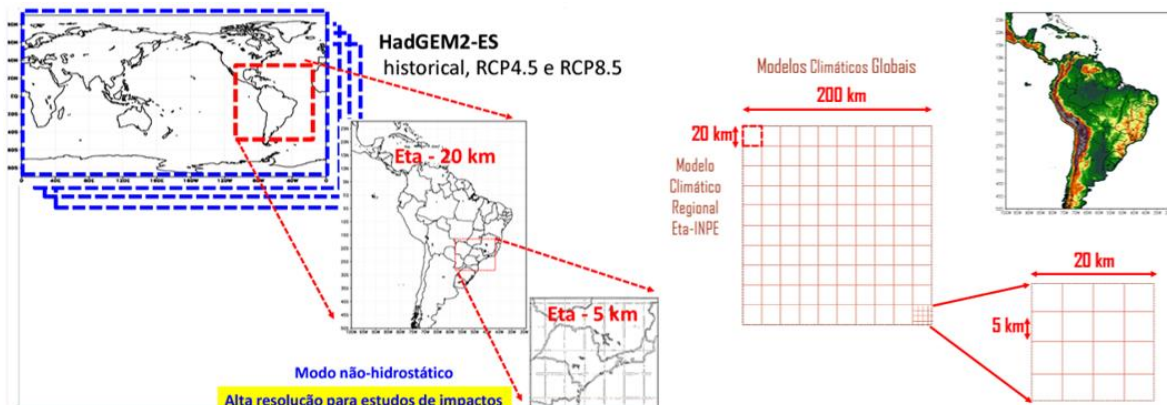 HadGEM2-ES
historical, RCP4.5 e RCP8.5
Eta - 20 km
Eta - 5 km
Modo não-hidrostático
Alta resolução para estudos de impactos
Modelos Climáticos Globais
200 km
20 km
Modelo
Climático
Regional
Eta-INPE
20 km
5 km